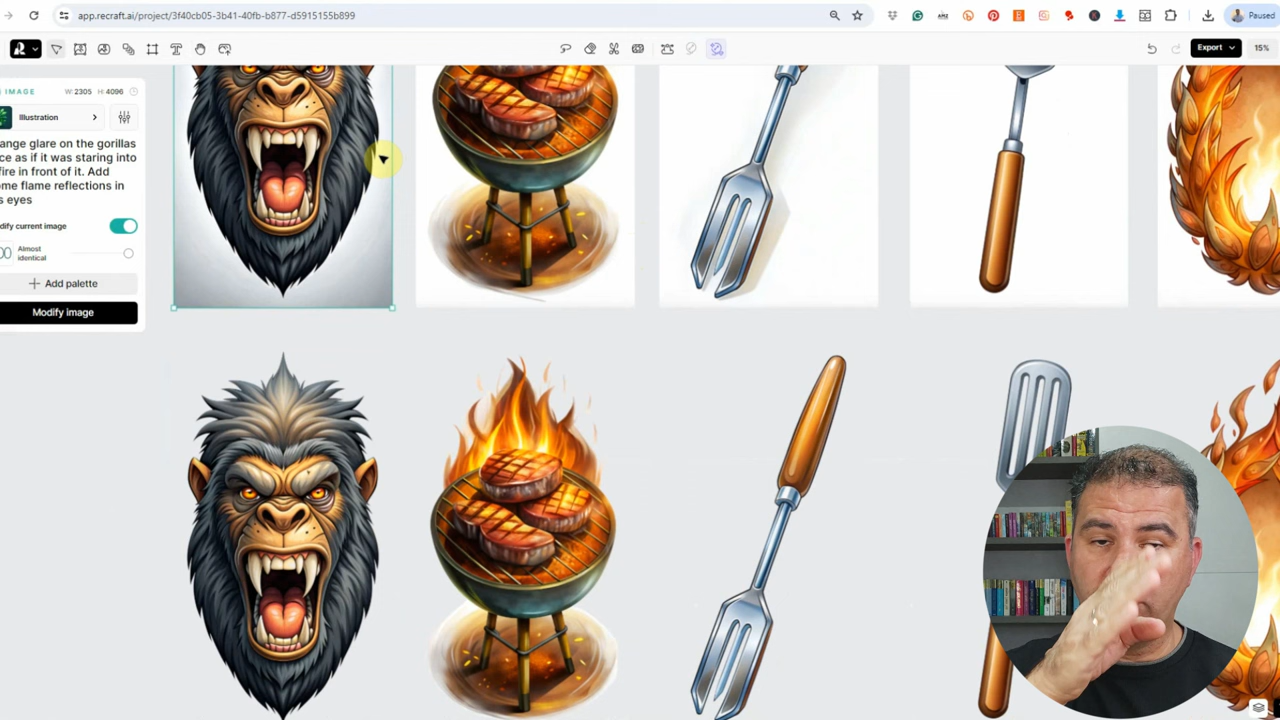 app.recraft.ai/project/3f40cb05-3b41-40fb-b877-d5915155b899
Paused
Export
15%
IMAGE
W: 2305 H: 4096
Illustration
ange glare on the gorillas
ce as if it was staring into
fire in front of it. Add
me flame reflections in
s eyes
dify current image
00
Almost
identical
Add palette
Modify image